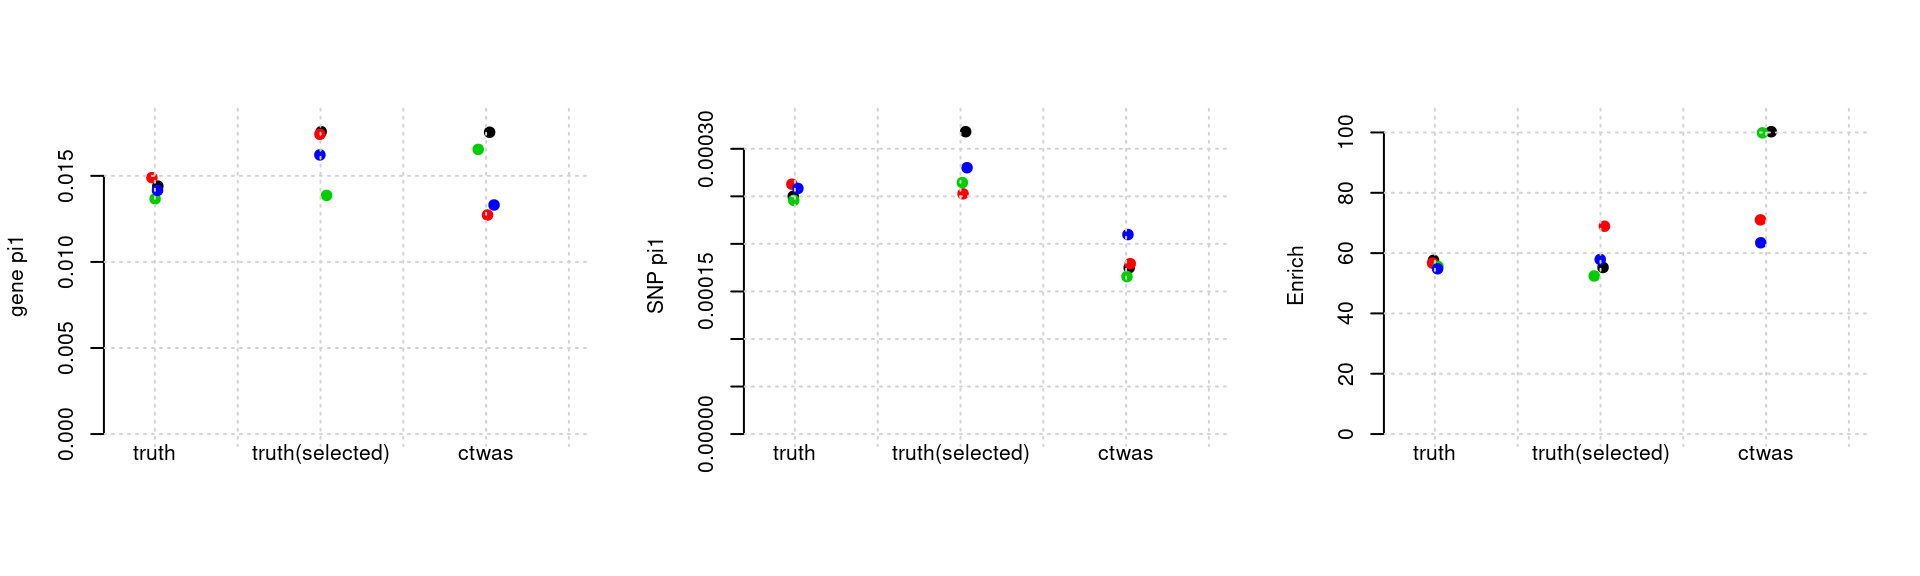 gene pi1
0.000 0.005 0.010 0.015
truth truth(selected) ctwas
SNP pi1
0.00000 0.00015 0.00030
truth truth(selected) ctwas
Enrich
0 20 40 60 80 100
truth truth(selected) ctwas